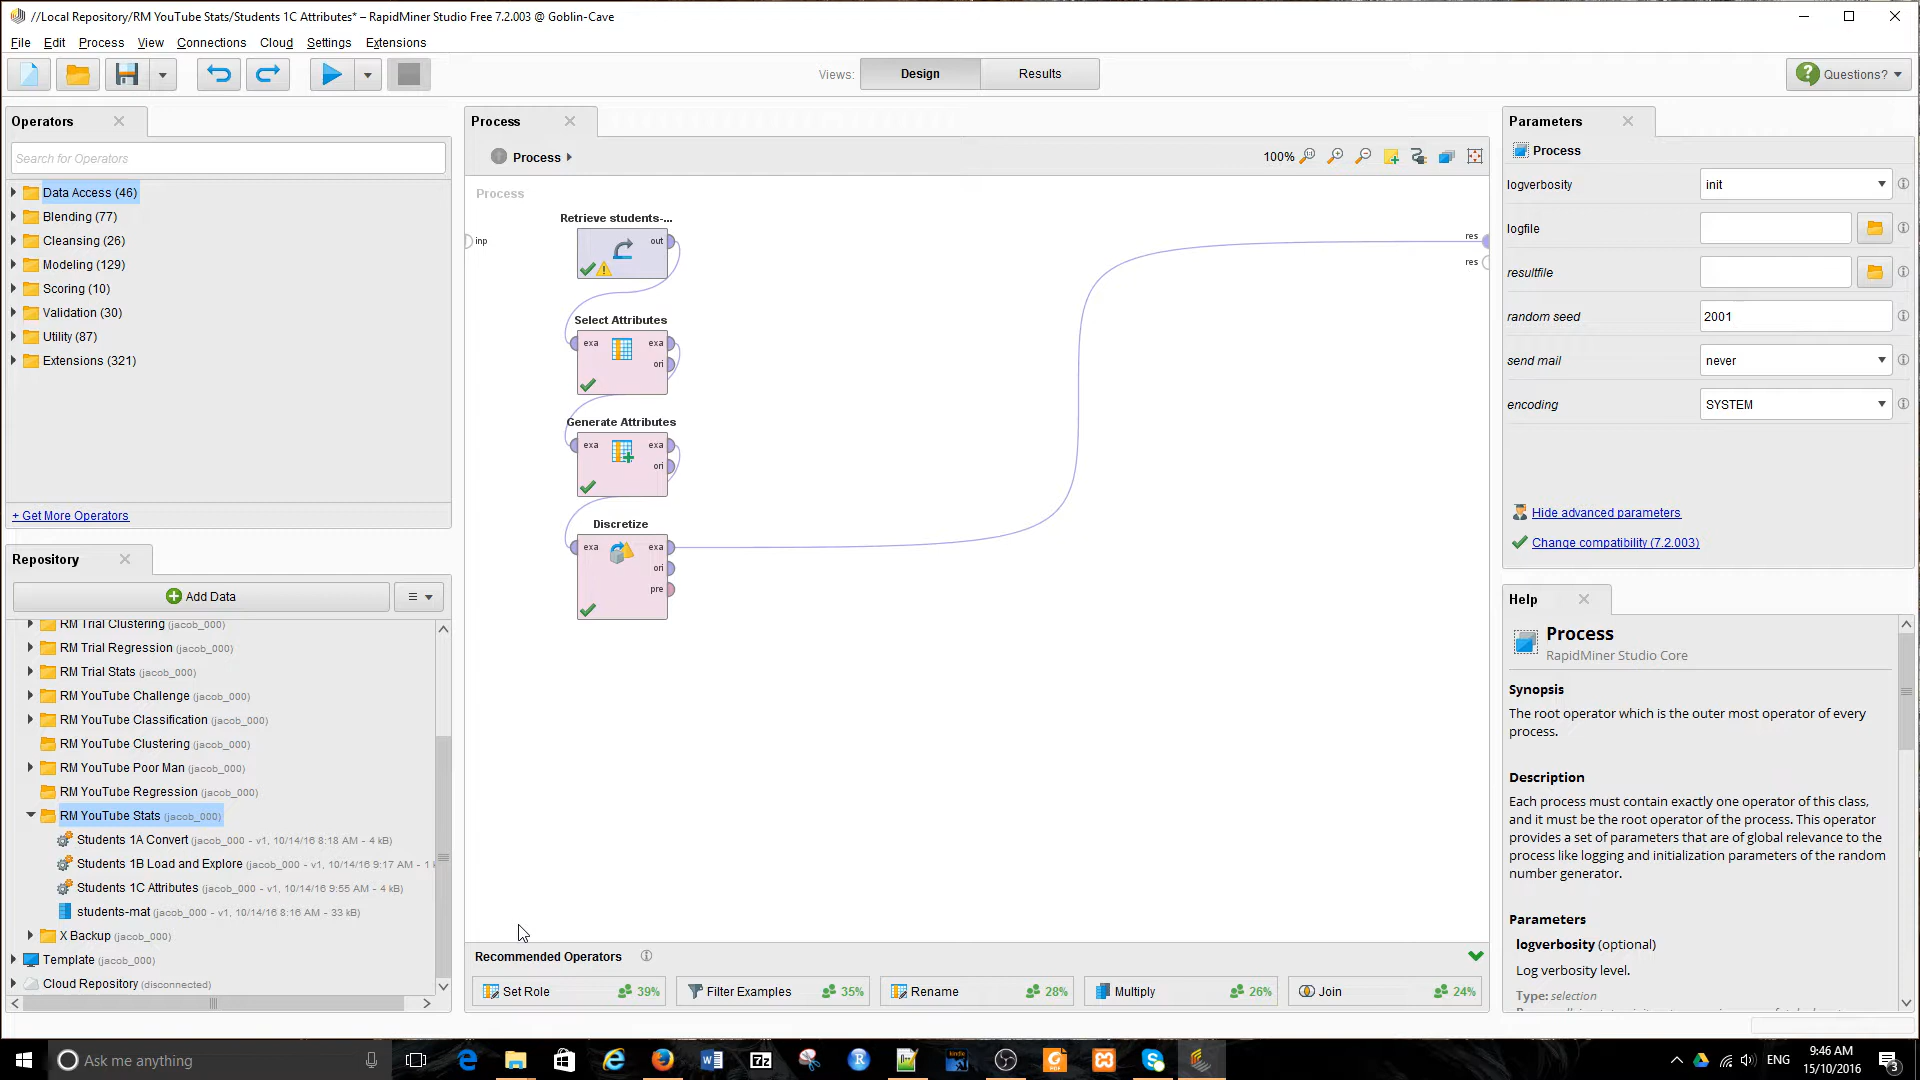 //Local Repository/RM YouTube Stats/Students 1C Attributes* – RapidMiner Studio Free 7.2.003 @ Goblin-Cave
File Edit Process View Connections Cloud Settings Extensions
Views: Design Results
Questions?
Operators
Search for Operators
Data Access (46)
Blending (77)
Cleansing (26)
Modeling (129)
Scoring (10)
Validation (30)
Utility (87)
Extensions (321)
+ Get More Operators
Repository
Add Data
RM Trial Clustering (jacob_000)
RM Trial Regression (jacob_000)
RM Trial Stats (jacob_000)
RM YouTube Challenge (jacob_000)
RM YouTube Classification (jacob_000)
RM YouTube Clustering (jacob_000)
RM YouTube Poor Man (jacob_000)
RM YouTube Regression (jacob_000)
RM YouTube Stats (jacob_000)
Students 1A Convert (jacob_000 - v1, 10/14/16 8:18 AM - 4 kB)
Students 1B Load and Explore (jacob_000 - v1, 10/14/16 9:17 AM - 1
Students 1C Attributes (jacob_000 - v1, 10/14/16 9:55 AM - 4 kB)
students-mat (jacob_000 - v1, 10/14/16 8:16 AM - 33 kB)
X Backup (jacob_000)
Template (jacob_000)
Cloud Repository (disconnected)
Process
Process
100%
Process
inp
Retrieve students-...
out
res
res
Select Attributes
exa exa
ori
Generate Attributes
exa exa
ori
Discretize
exa exa
ori
pre
Recommended Operators
Set Role 39%
Filter Examples 35%
Rename 28%
Multiply 26%
Join 24%
Parameters
Process
logverbosity init
logfile
resultfile
random seed 2001
send mail never
encoding SYSTEM
Hide advanced parameters
Change compatibility (7.2.003)
Help
Process
RapidMiner Studio Core
Synopsis
The root operator which is the outer most operator of every
process.
Description
Each process must contain exactly one operator of this class,
and it must be the root operator of the process. This operator
provides a set of parameters that are of global relevance to the
process like logging and initialization parameters of the random
number generator.
Parameters
logverbosity (optional)
Log verbosity level.
Type: selection
Ask me anything
7z
W
R
kindle
ENG
9:46 AM
15/10/2016
3